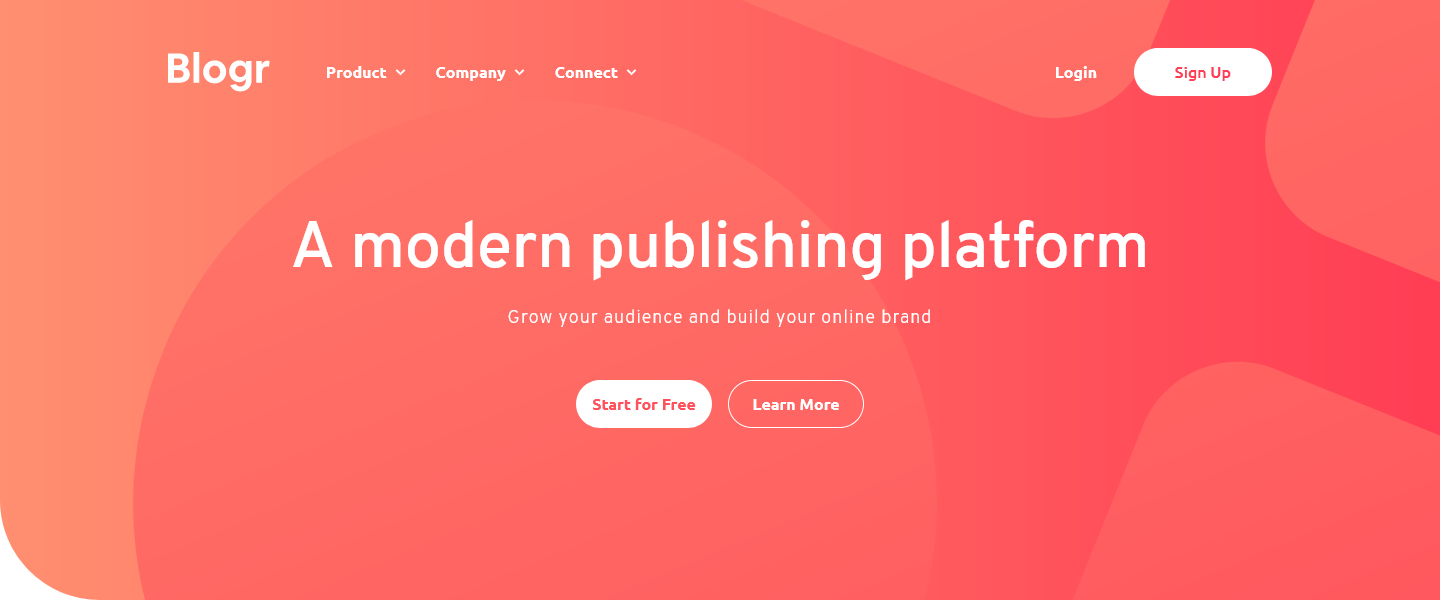 Blogr Product Company Connect Login Sign Up
A modern publishing platform
Grow your audience and build your online brand
Start for Free Learn More